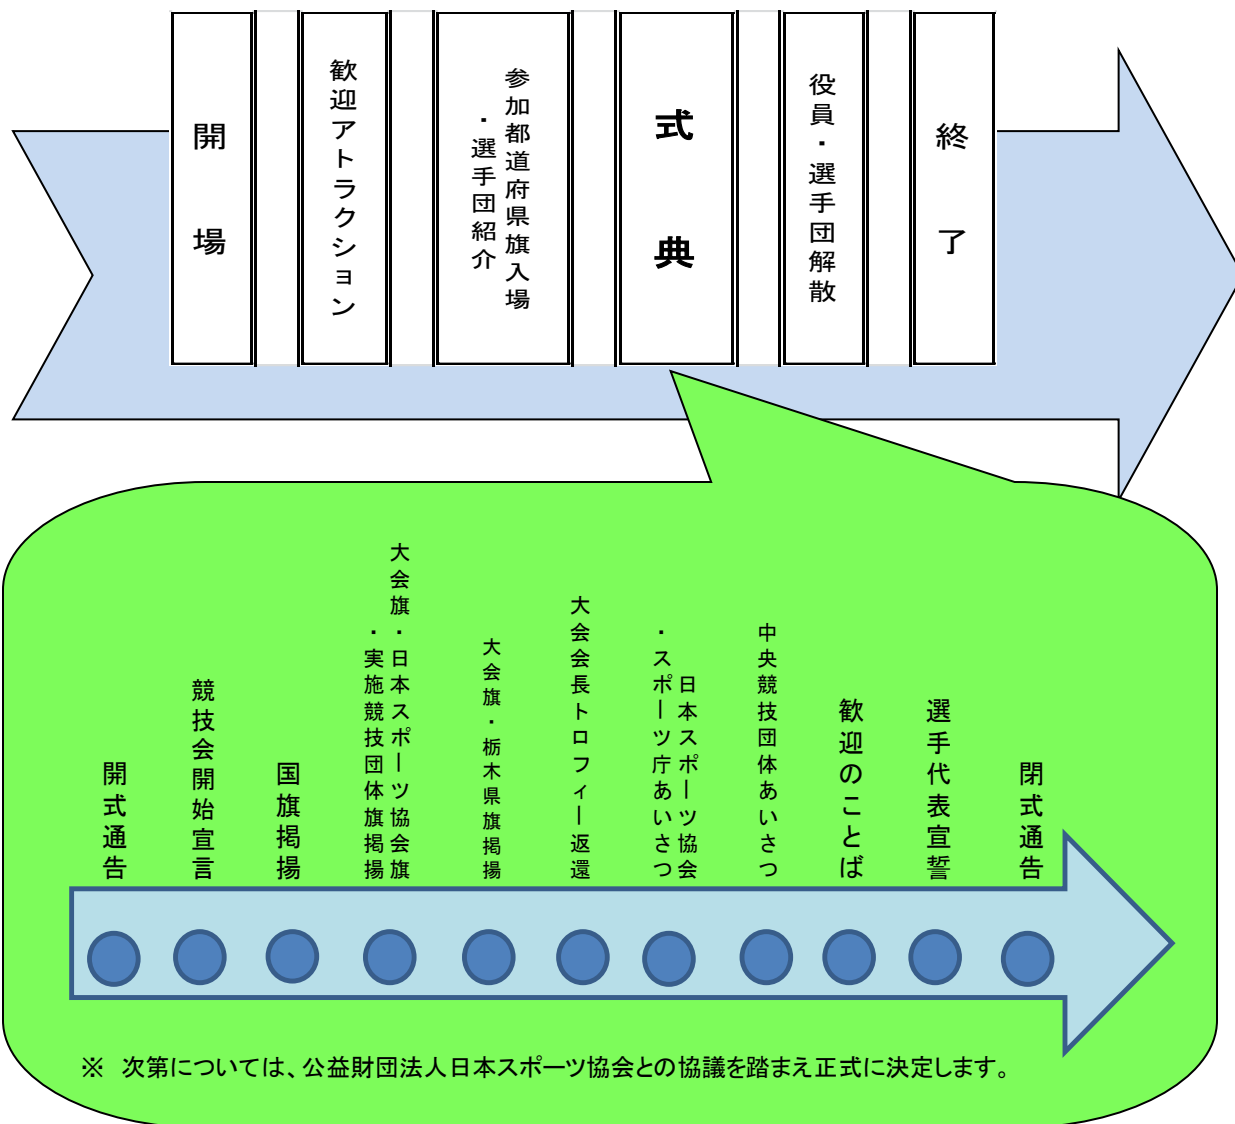 開場
歓迎アトラクション
参加都道府県旗入場
・選手団紹介
式典
役員・選手団解散
終了
開式通告
競技会開始宣言
国旗掲揚
大会旗・日本スポーツ協会旗
・実施競技団体旗掲揚
大会旗・栃木県旗掲揚
大会会長トロフィー返還
日本スポーツ協会
・スポーツ庁あいさつ
中央競技団体あいさつ
歓迎のことば
選手代表宣誓
閉式通告
※ 次第については、公益財団法人日本スポーツ協会との協議を踏まえ正式に決定します。